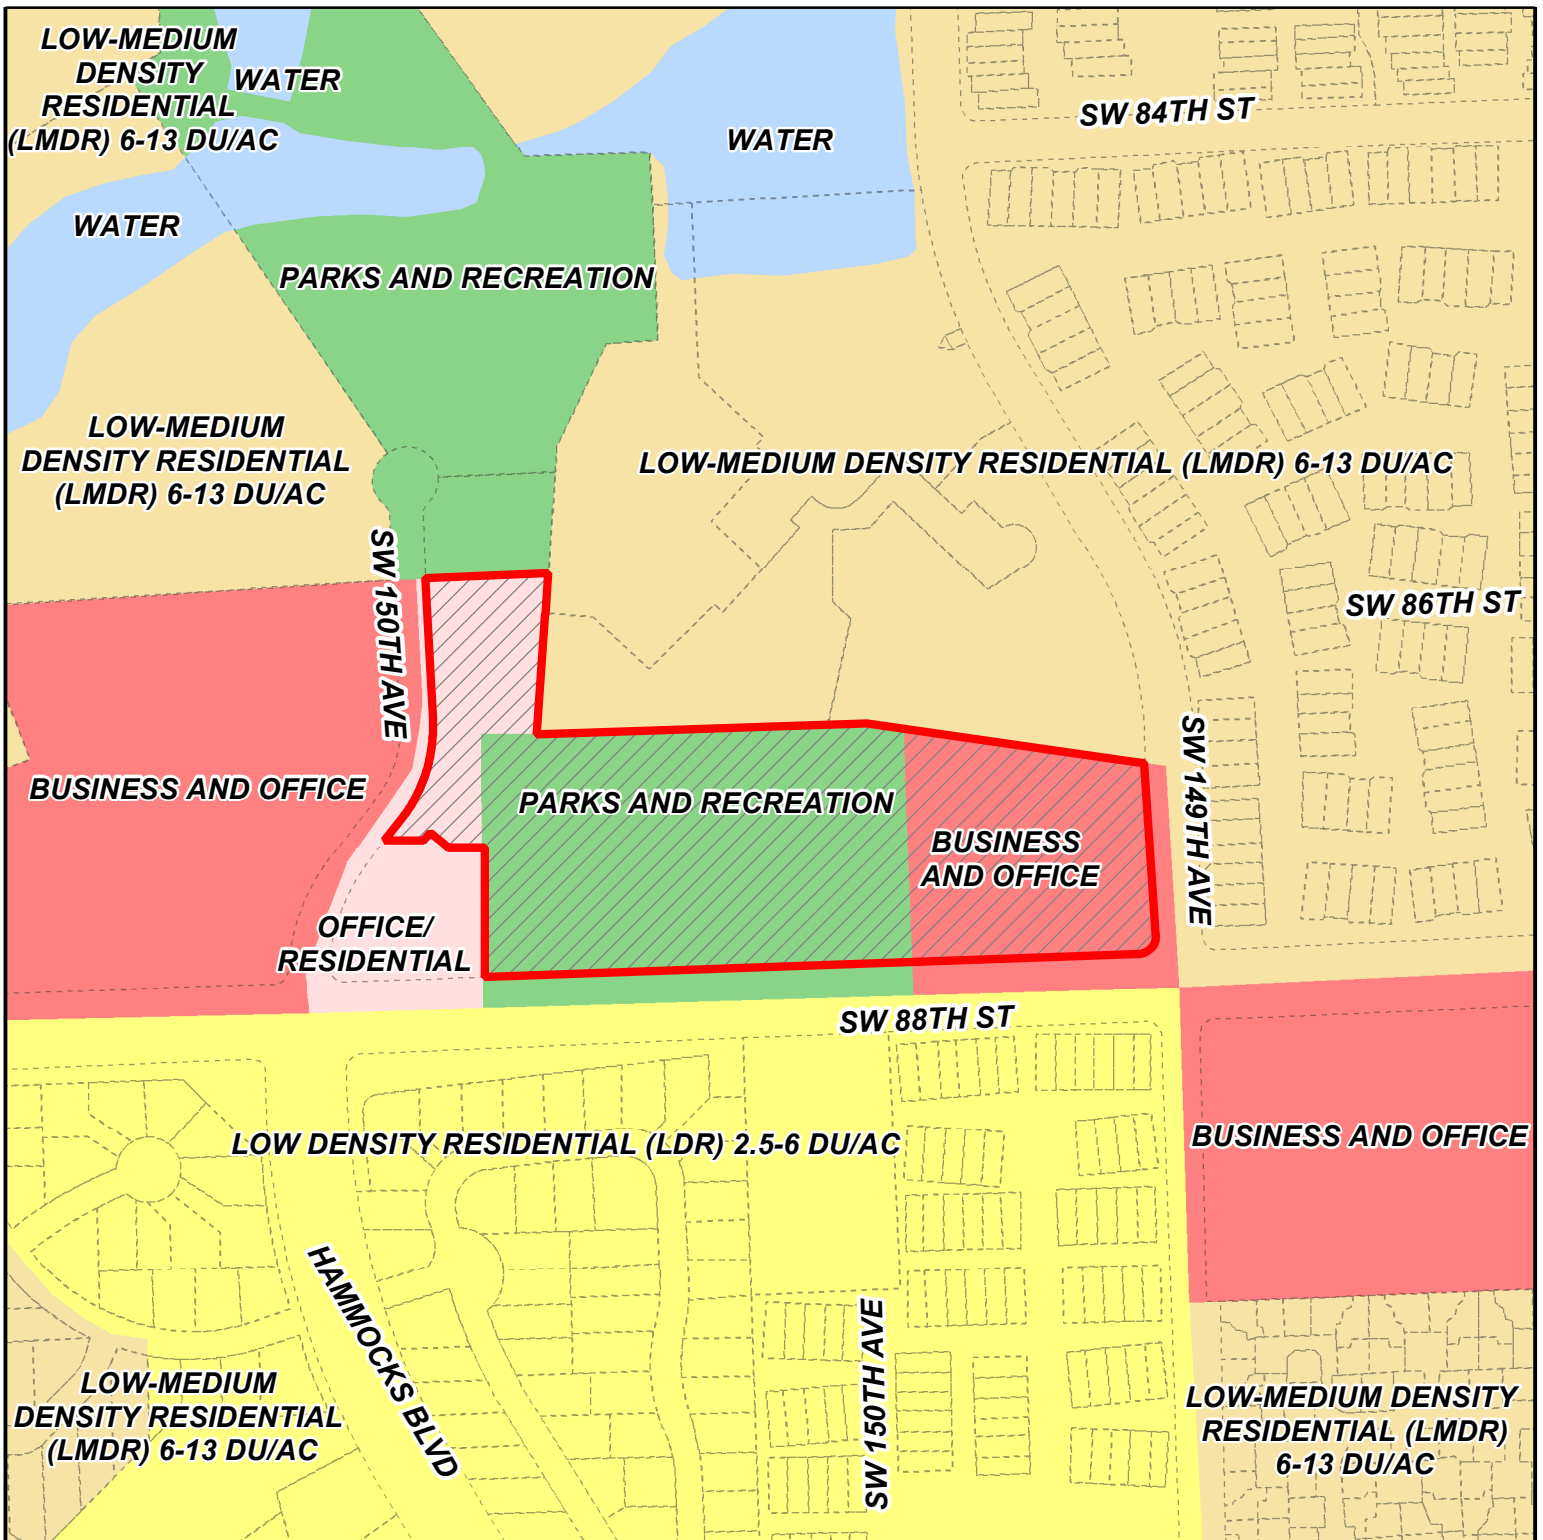 LOW-MEDIUM
DENSITY
RESIDENTIAL
(LMDR) 6-13 DU/AC
WATER
SW 84TH ST
WATER
WATER
PARKS AND RECREATION
LOW-MEDIUM
DENSITY RESIDENTIAL
(LMDR) 6-13 DU/AC
LOW-MEDIUM DENSITY RESIDENTIAL (LMDR) 6-13 DU/AC
SW 150TH AVE
SW 86TH ST
BUSINESS AND OFFICE
PARKS AND RECREATION
BUSINESS
AND OFFICE
SW 149TH AVE
OFFICE/
RESIDENTIAL
SW 88TH ST
LOW DENSITY RESIDENTIAL (LDR) 2.5-6 DU/AC
BUSINESS AND OFFICE
HAMMOCKS BLVD
SW 150TH AVE
LOW-MEDIUM
DENSITY RESIDENTIAL
(LMDR) 6-13 DU/AC
LOW-MEDIUM DENSITY
RESIDENTIAL (LMDR)
6-13 DU/AC